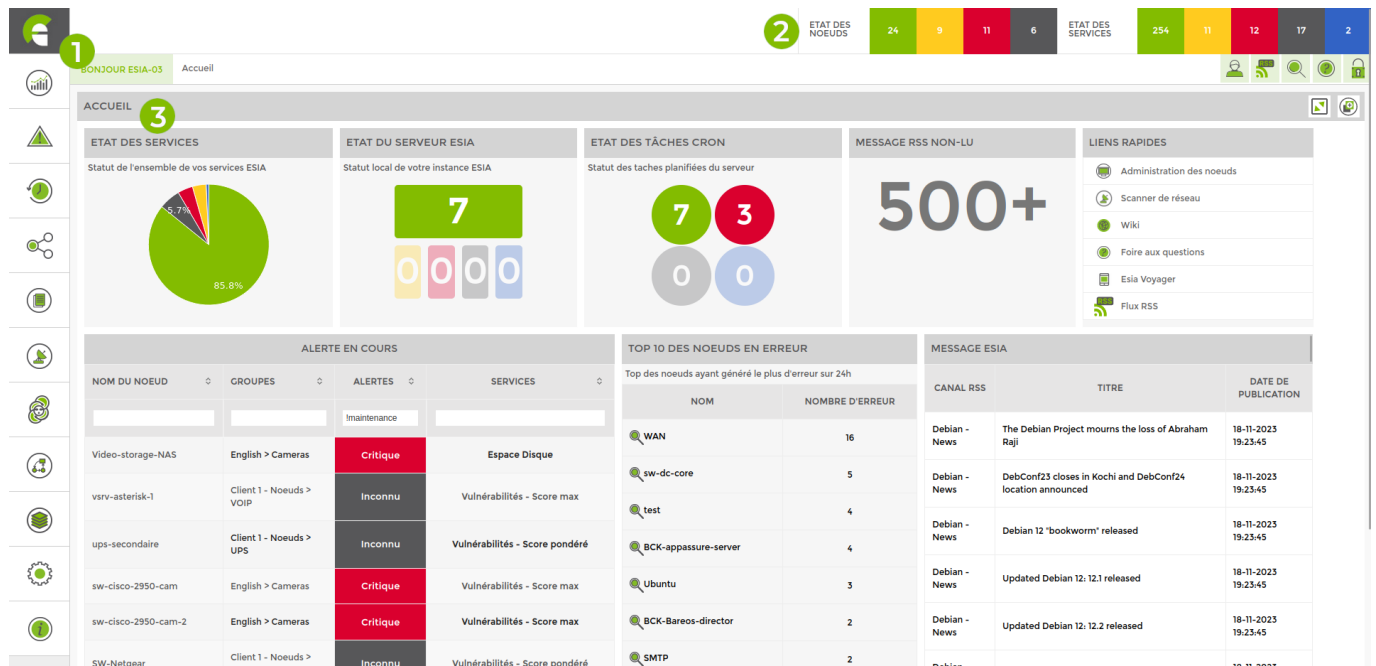 2
ETAT DES
NOEUDS
24
9
11
6
ETAT DES
SERVICES
254
11
12
17
2
1
BONJOUR ESIA-03
Accueil
RSS
ACCUEIL
3
ETAT DES SERVICES
Statut de l'ensemble de vos services ESIA
5.7%
85.8%
ETAT DU SERVEUR ESIA
Statut local de votre instance ESIA
7
0
0
0
0
ETAT DES TÂCHES CRON
Statut des taches planifiées du serveur
7
3
0
0
MESSAGE RSS NON-LU
500+
LIENS RAPIDES
Administration des noeuds
Scanner de réseau
Wiki
Foire aux questions
Esia Voyager
RSS
Flux RSS
ALERTE EN COURS
NOM DU NOEUD
GROUPES
ALERTES
SERVICES
!maintenance
Video-storage-NAS
English > Cameras
Critique
Espace Disque
vsrv-asterisk-1
Client 1 - Noeuds >
VOIP
Inconnu
Vulnérabilités - Score max
ups-secondaire
Client 1 - Noeuds >
UPS
Inconnu
Vulnérabilités - Score pondéré
sw-cisco-2950-cam
English > Cameras
Critique
Vulnérabilités - Score max
sw-cisco-2950-cam-2
English > Cameras
Critique
Vulnérabilités - Score max
SW-Netgear
Client 1 - Noeuds >
Inconnu
Vulnérabilités - Score pondéré
TOP 10 DES NOEUDS EN ERREUR
Top des noeuds ayant généré le plus d'erreur sur 24h
NOM
NOMBRE D'ERREUR
WAN
16
sw-dc-core
5
test
4
BCK-appassure-server
4
Ubuntu
3
BCK-Bareos-director
2
SMTP
2
MESSAGE ESIA
CANAL RSS
TITRE
DATE DE
PUBLICATION
Debian -
News
The Debian Project mourns the loss of Abraham
Raji
18-11-2023
19:23:45
Debian -
News
DebConf23 closes in Kochi and DebConf24
location announced
18-11-2023
19:23:45
Debian -
News
Debian 12 "bookworm" released
18-11-2023
19:23:45
Debian -
News
Updated Debian 12: 12.1 released
18-11-2023
19:23:45
Debian -
News
Updated Debian 12: 12.2 released
18-11-2023
19:23:45